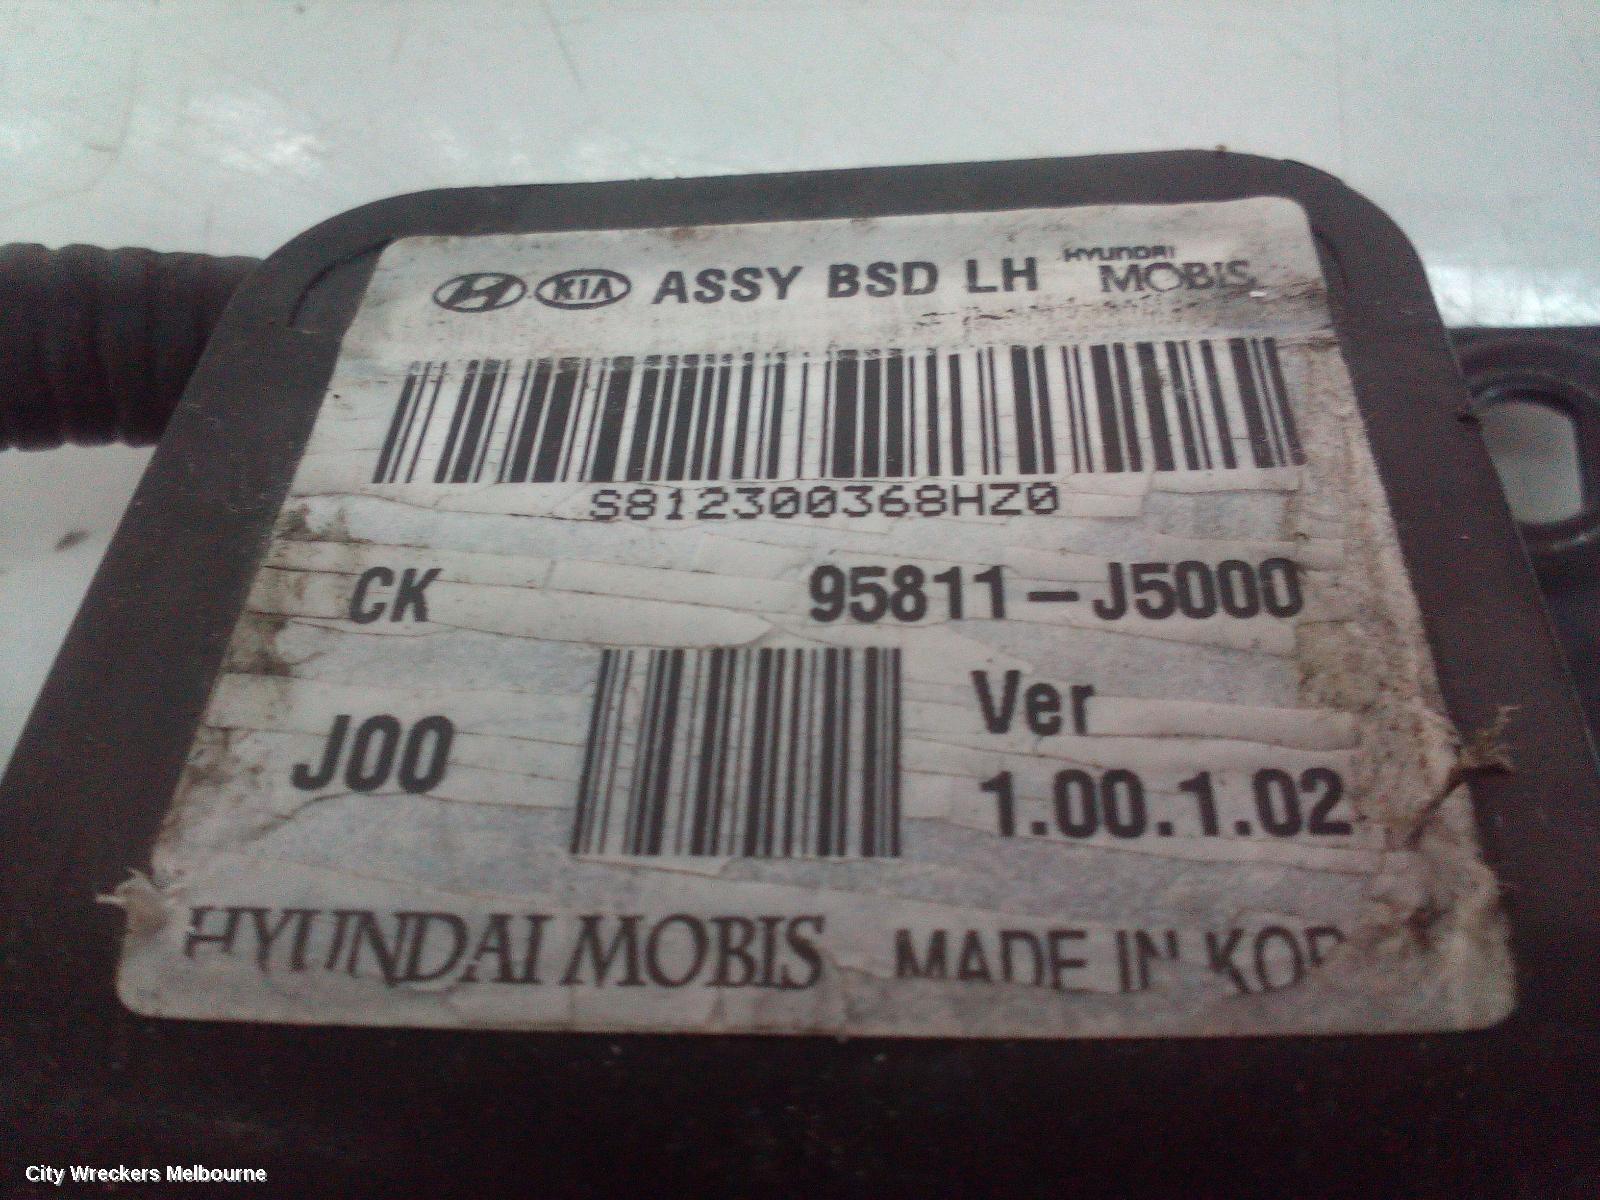 KIA ASSY BSD LH HYUNDAI MOBIS
S812300368HZ0
CK 95811-J5000
J00 Ver
1.00.1.02
HYUNDAI MOBIS MADE IN KOR
City Wreckers Melbourne